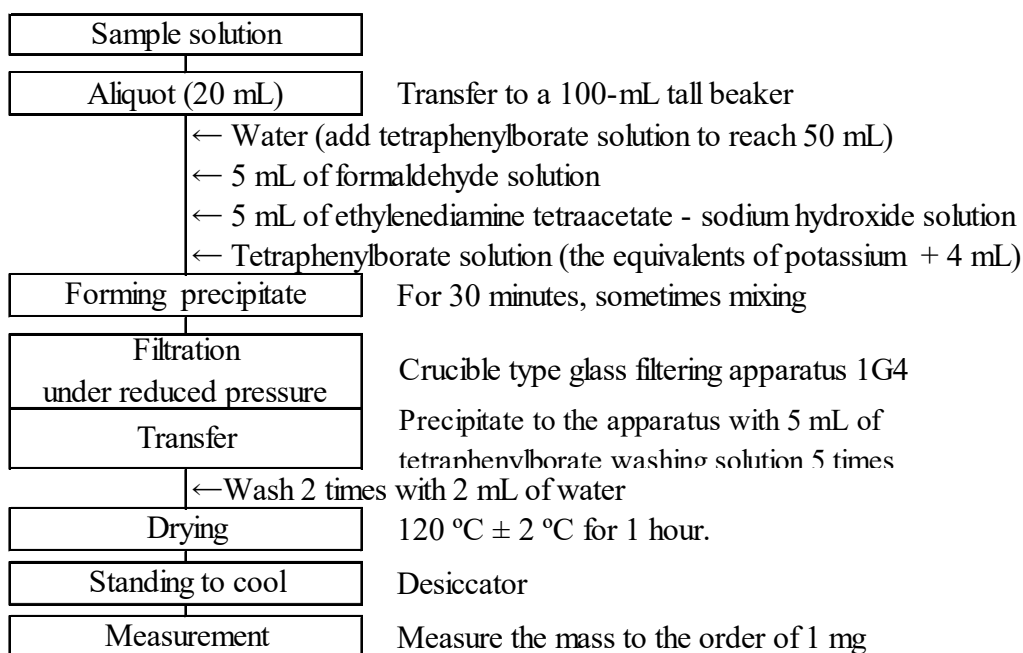 Sample solution
Aliquot (20 mL) Transfer to a 100-mL tall beaker
← Water (add tetraphenylborate solution to reach 50 mL)
← 5 mL of formaldehyde solution
← 5 mL of ethylenediamine tetraacetate - sodium hydroxide solution
← Tetraphenylborate solution (the equivalents of potassium + 4 mL)
Forming precipitate For 30 minutes, sometimes mixing
Filtration
under reduced pressure
Crucible type glass filtering apparatus 1G4
Transfer
Precipitate to the apparatus with 5 mL of
tetraphenylborate washing solution 5 times
←Wash 2 times with 2 mL of water
Drying 120 ºC ± 2 ºC for 1 hour.
Standing to cool Desiccator
Measurement Measure the mass to the order of 1 mg